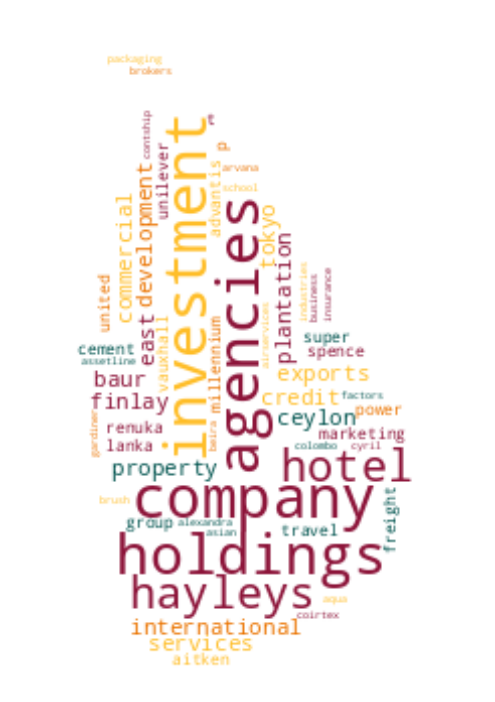 packaging
brokers
contship
t
p
unilever
investment
arvana
school
advantis
development
commercial
agencies
tokyo
plantation
industries
business
insurance
united
east
vauxhall
millennium
airservices
super
spence
cement
assetline
baur
finlay
exports
credit
factors
power
ceylon
marketing
gardiner
renuka
lanka
beira
colombo
cyril
property
hotel
company
brush
group
alexandra
asian
travel
freight
holdings
hayleys
aqua
coirtex
international
services
aitken